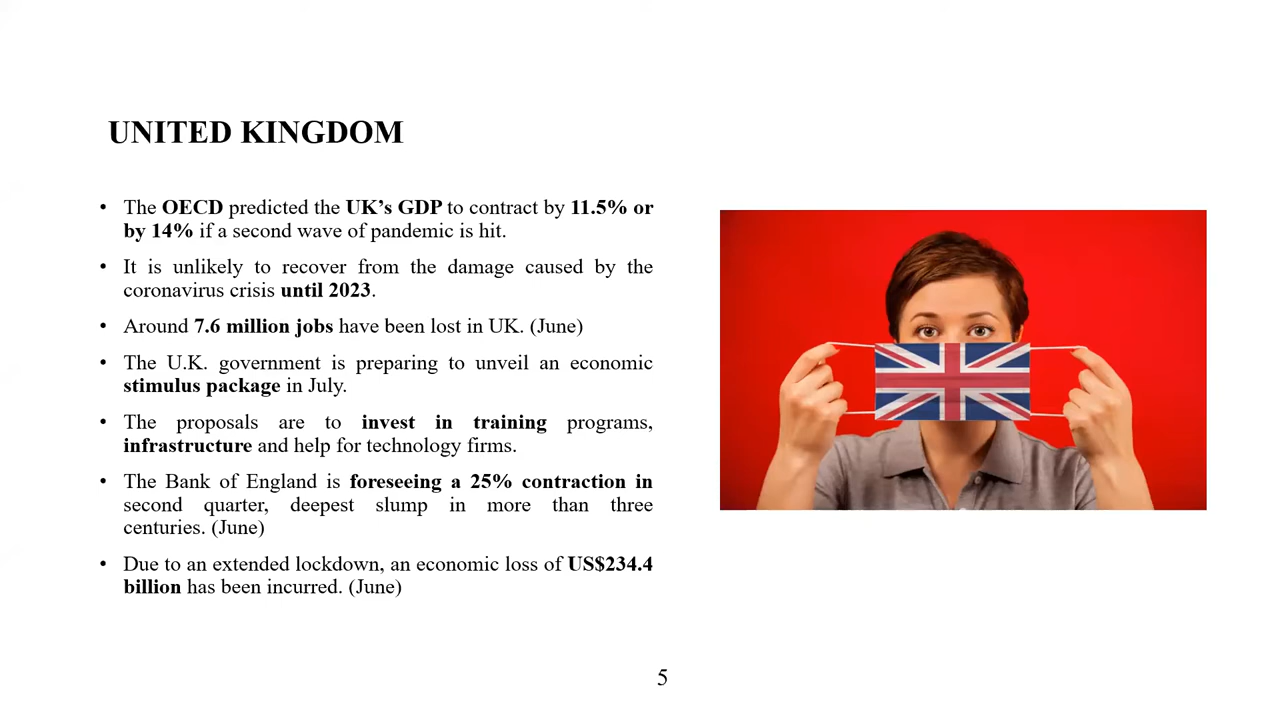 UNITED KINGDOM
• The OECD predicted the UK’s GDP to contract by 11.5% or
by 14% if a second wave of pandemic is hit.
• It is unlikely to recover from the damage caused by the
coronavirus crisis until 2023.
• Around 7.6 million jobs have been lost in UK. (June)
• The U.K. government is preparing to unveil an economic
stimulus package in July.
• The proposals are to invest in training programs,
infrastructure and help for technology firms.
• The Bank of England is foreseeing a 25% contraction in
second quarter, deepest slump in more than three
centuries. (June)
• Due to an extended lockdown, an economic loss of US$234.4
billion has been incurred. (June)
5